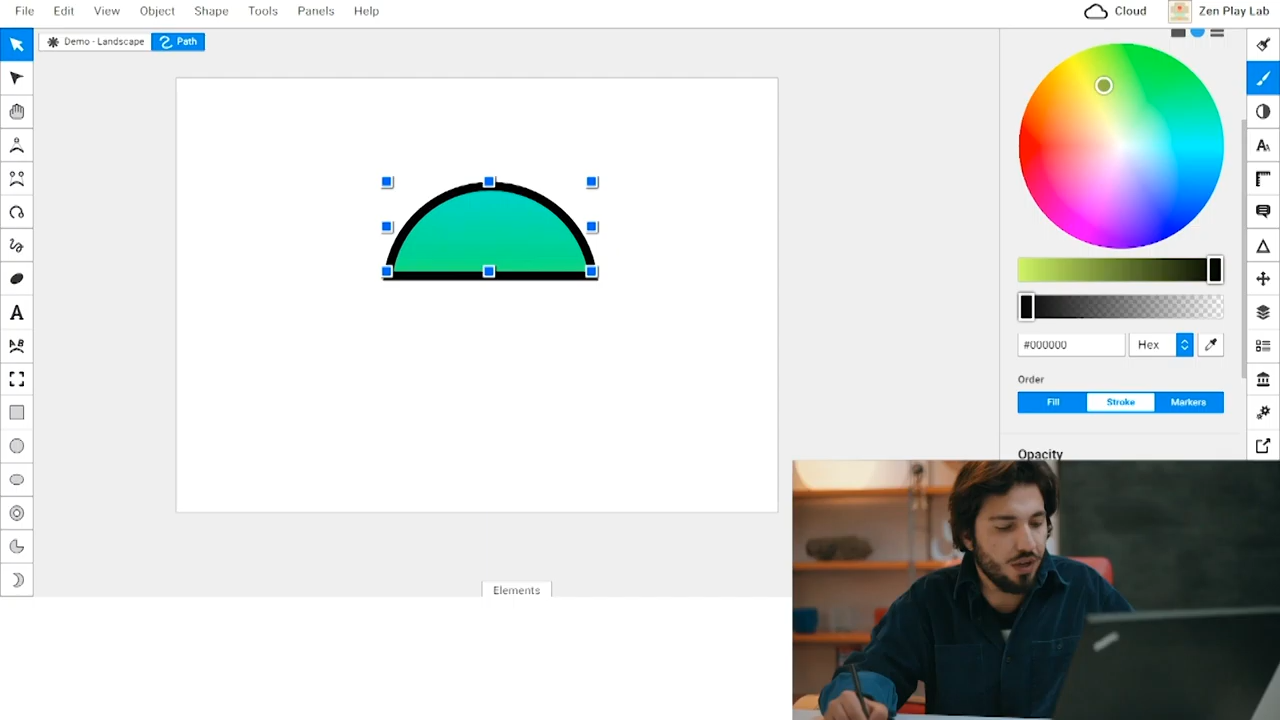 File Edit View Object Shape Tools Panels Help Cloud Zen Play Lab
Demo - Landscape Path
A
A
A B
#000000 Hex
Order
Fill Stroke Markers
Opacity
Elements